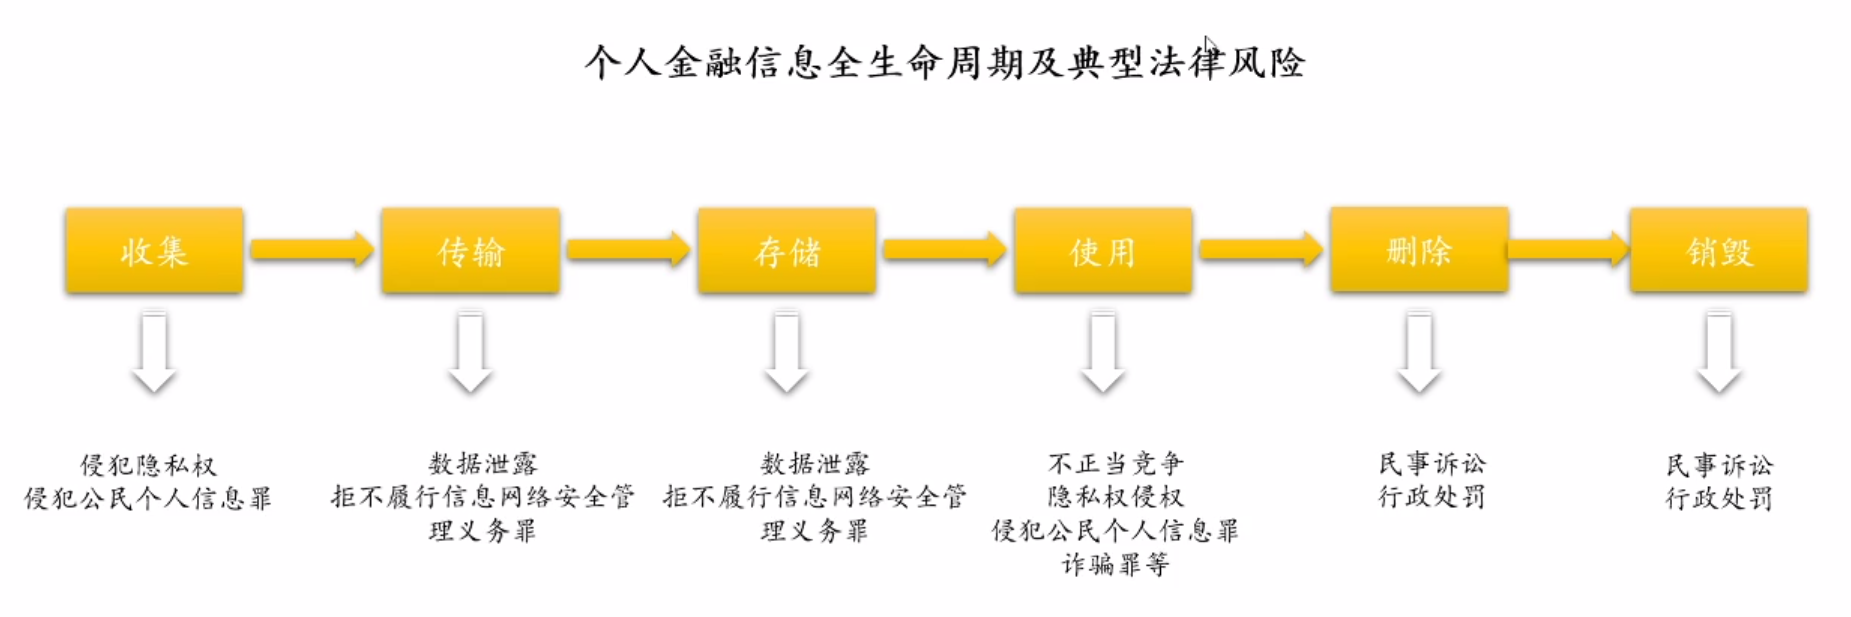 个人金融信息全生命周期及典型法律风险
收集
传输
存储
使用
删除
销毁
侵犯隐私权
侵犯公民个人信息罪
数据泄露
拒不履行信息网络安全管
理义务罪
数据泄露
拒不履行信息网络安全管
理义务罪
不正当竞争
隐私权侵权
侵犯公民个人信息罪
诈骗罪等
民事诉讼
行政处罚
民事诉讼
行政处罚